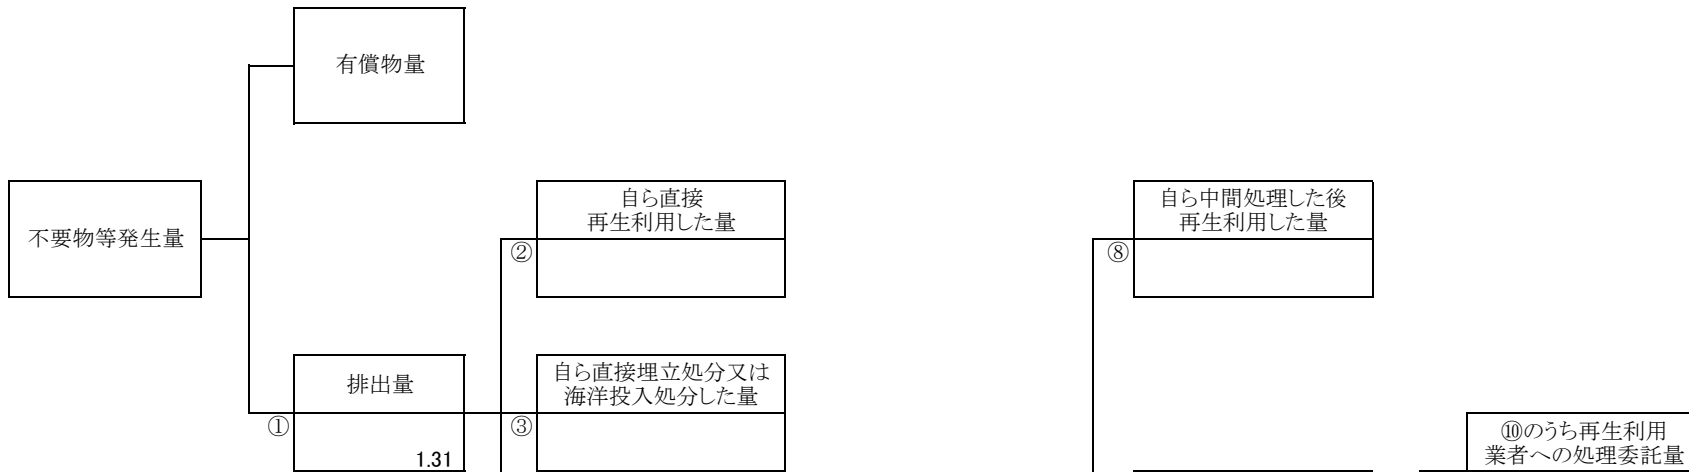 有償物量
不要物等発生量
自ら直接
再生利用した量
②
自ら中間処理した後
再生利用した量
⑧
排出量
①
1.31
自ら直接埋立処分又は
海洋投入処分した量
③
⑩のうち再生利用
業者への処理委託量